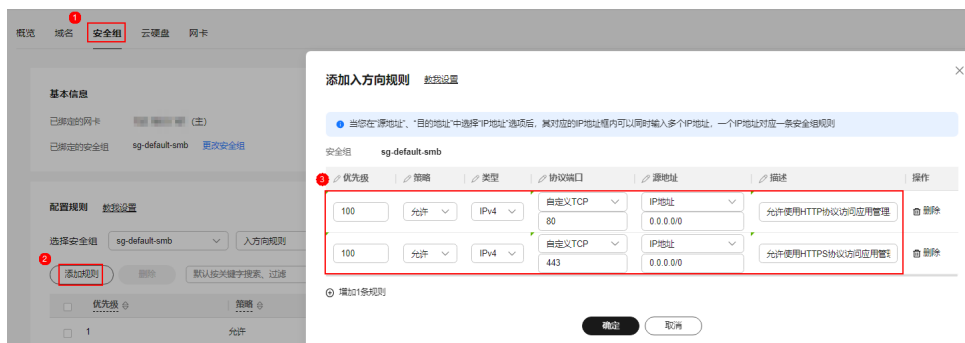 1
概览 域名 安全组 云硬盘 网卡
基本信息
已绑定的网卡 (主)
已绑定的安全组 sg-default-smb 更改安全组
配置规则 教我设置
选择安全组 sg-default-smb 入方向规则
2
添加规则 删除 默认按关键字搜索、过滤
优先级 策略
1 允许
添加入方向规则 教我设置
当您在“源地址”、“目的地址”中选择“IP地址”选项后，其对应的IP地址框内可以同时输入多个IP地址，一个IP地址对应一条安全组规则
安全组 sg-default-smb
3 优先级 策略 类型 协议端口 源地址 描述 操作
100 允许 IPv4 自定义TCP IP地址 允许使用HTTP协议访问应用管理 删除
80 0.0.0.0/0
100 允许 IPv4 自定义TCP IP地址 允许使用HTTPS协议访问应用管 删除
443 0.0.0.0/0
增加1条规则
确定 取消